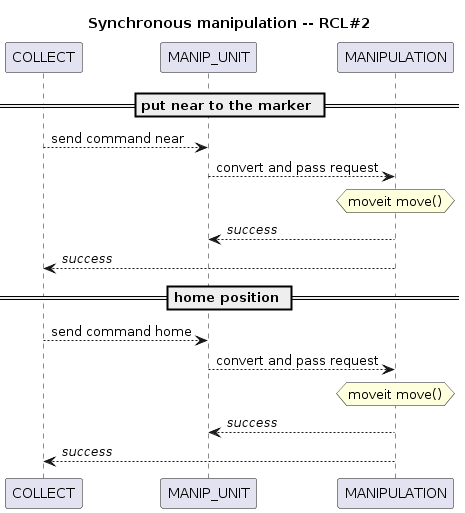 Synchronous manipulation -- RCL#2
COLLECT MANIP_UNIT MANIPULATION
put near to the marker
send command near
convert and pass request
moveit move()
success
success
home position
send command home
convert and pass request
moveit move()
success
success
COLLECT MANIP_UNIT MANIPULATION